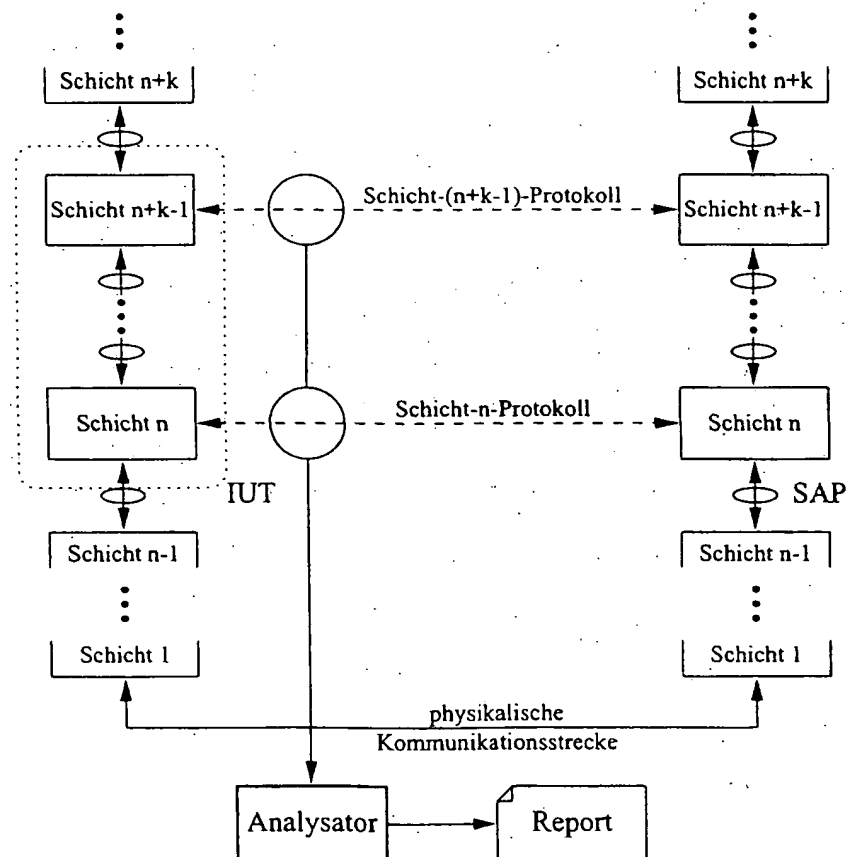 Schicht n+k
Schicht n+k
Schicht n+k-1
Schicht-(n+k-1)-Protokoll
Schicht n+k-1
Schicht n
Schicht-n-Protokoll
Schicht n
IUT
SAP
Schicht n-1
Schicht n-1
Schicht 1
Schicht 1
physikalische
Kommunikationsstrecke
Analysator
Report